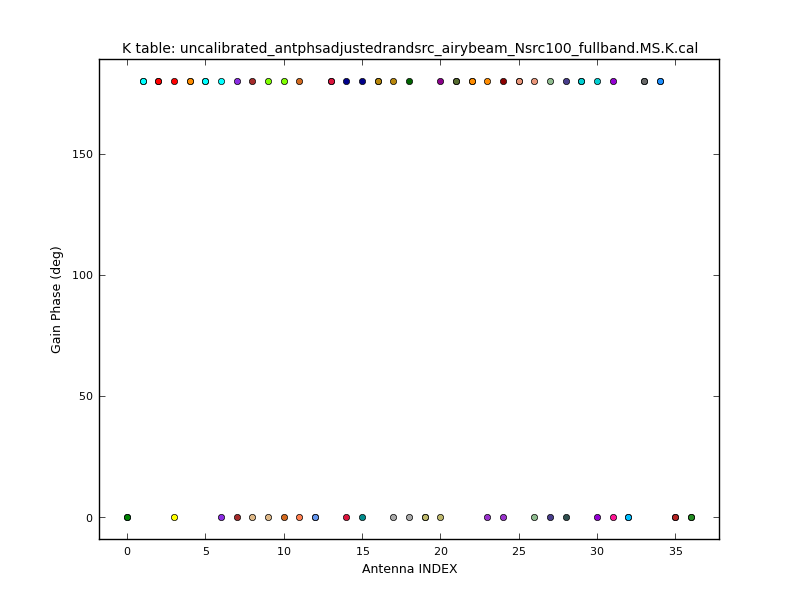 K table: uncalibrated_antphsadjustedrandsrc_airybeam_Nsrc100_fullband.MS.K.cal
150
100
50
0
Gain Phase (deg)
0 5 10 15 20 25 30 35
Antenna INDEX